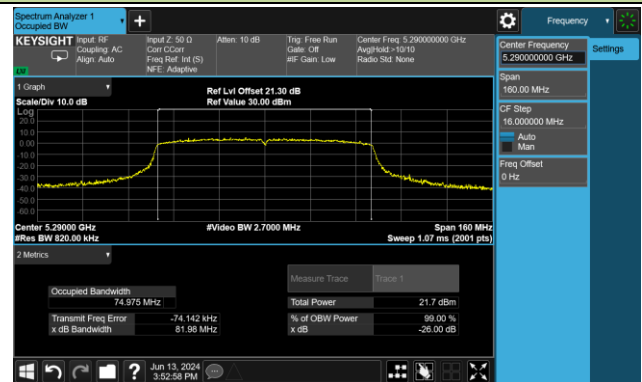 Spectrum Analyzer 1
Occupied BW
Frequency
KEYSIGHT
Input: RF
Coupling: AC
Align: Auto
Input Z: 50 Ω
Corr CCorr
Freq Ref: Int (S)
NFE: Adaptive
Atten: 10 dB
Trig: Free Run
Gate: Off
#IF Gain: Low
Center Freq: 5.290000000 GHz
Avg|Hold:>10/10
Radio Std: None
Center Frequency
5.290000000 GHz
Settings
Span
160.00 MHz
CF Step
16.000000 MHz
Auto
Man
Freq Offset
0 Hz
1 Graph
Scale/Div 10.0 dB
Ref Lvl Offset 21.30 dB
Ref Value 30.00 dBm
Log
20.0
10.0
0.00
-10.0
-20.0
-30.0
-40.0
-50.0
-60.0
Center 5.29000 GHz
#Res BW 820.00 kHz
#Video BW 2.7000 MHz
Span 160 MHz
Sweep 1.07 ms (2001 pts)
2 Metrics
Measure Trace
Trace 1
Occupied Bandwidth
74.975 MHz
Total Power
21.7 dBm
Transmit Freq Error
-74.142 kHz
% of OBW Power
99.00 %
x dB Bandwidth
81.98 MHz
x dB
-26.00 dB
Jun 13, 2024
3:52:58 PM